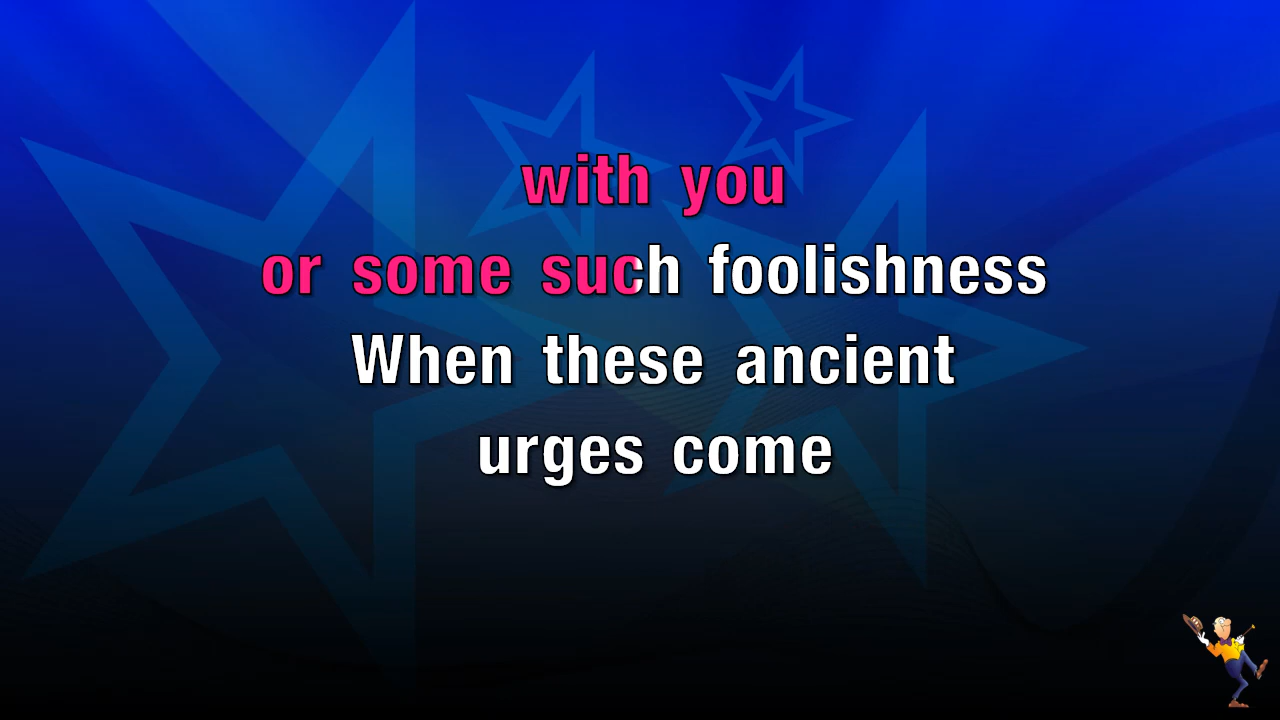 with you
or some such foolishness
When these ancient
urges come